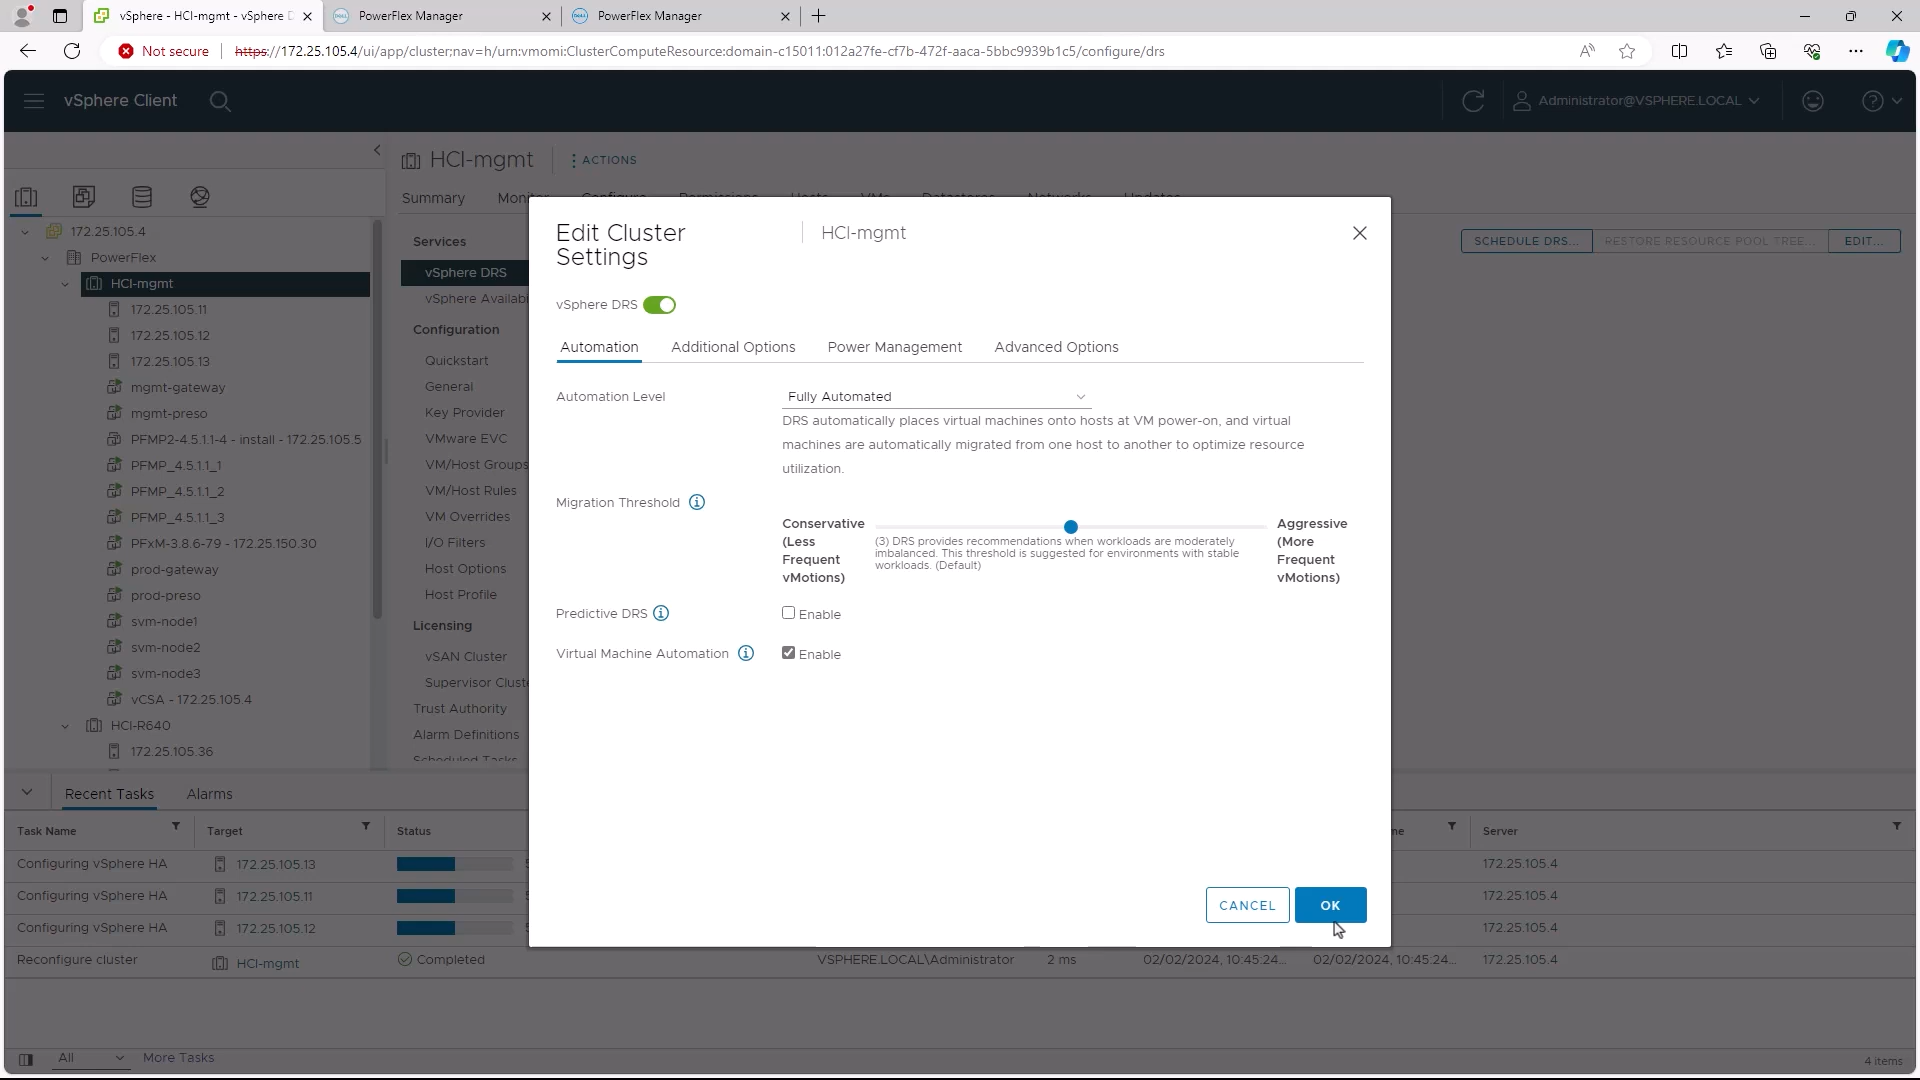 vSphere - HCI-mgmt - vSphere
PowerFlex Manager
PowerFlex Manager
Not secure
https://172.25.105.4/ui/app/cluster;nav=h/urn:vmomi:ClusterComputeResource:domain-c15011:012a27fe-cf7b-472f-aaca-5bbc9939b1c5/configure/drs
vSphere Client
Administrator@VSPHERE.LOCAL
HCI-mgmt
ACTIONS
Summary
Monitor
Configure
Permissions
Hosts
VMs
Datastores
Networks
Updates
172.25.105.4
PowerFlex
HCI-mgmt
172.25.105.11
172.25.105.12
172.25.105.13
mgmt-gateway
mgmt-preso
PFMP2-4.5.1.1-4 - install - 172.25.105.5
PFMP_4.5.1.1_1
PFMP_4.5.1.1_2
PFMP_4.5.1.1_3
PFxM-3.8.6-79 - 172.25.150.30
prod-gateway
prod-preso
svm-node1
svm-node2
svm-node3
vCSA - 172.25.105.4
HCI-R640
172.25.105.36
Services
vSphere DRS
vSphere Availabi
Configuration
Quickstart
General
Key Provider
VMware EVC
VM/Host Groups
VM/Host Rules
VM Overrides
I/O Filters
Host Options
Host Profile
Licensing
vSAN Cluster
Supervisor Cluste
Trust Authority
Alarm Definitions
Scheduled Tasks
SCHEDULE DRS...
RESTORE RESOURCE POOL TREE...
EDIT...
Edit Cluster
Settings
HCI-mgmt
vSphere DRS
Automation
Additional Options
Power Management
Advanced Options
Automation Level
Fully Automated
DRS automatically places virtual machines onto hosts at VM power-on, and virtual
machines are automatically migrated from one host to another to optimize resource
utilization.
Migration Threshold
Conservative
(Less
Frequent
vMotions)
(3) DRS provides recommendations when workloads are moderately
imbalanced. This threshold is suggested for environments with stable
workloads. (Default)
Aggressive
(More
Frequent
vMotions)
Predictive DRS
Enable
Virtual Machine Automation
Enable
CANCEL
OK
Recent Tasks
Alarms
Task Name
Target
Status
me
Server
Configuring vSphere HA
172.25.105.13
172.25.105.4
Configuring vSphere HA
172.25.105.11
172.25.105.4
Configuring vSphere HA
172.25.105.12
172.25.105.4
Reconfigure cluster
HCI-mgmt
Completed
VSPHERE.LOCAL\Administrator
2 ms
02/02/2024, 10:45:24...
02/02/2024, 10:45:24...
172.25.105.4
All
More Tasks
4 items